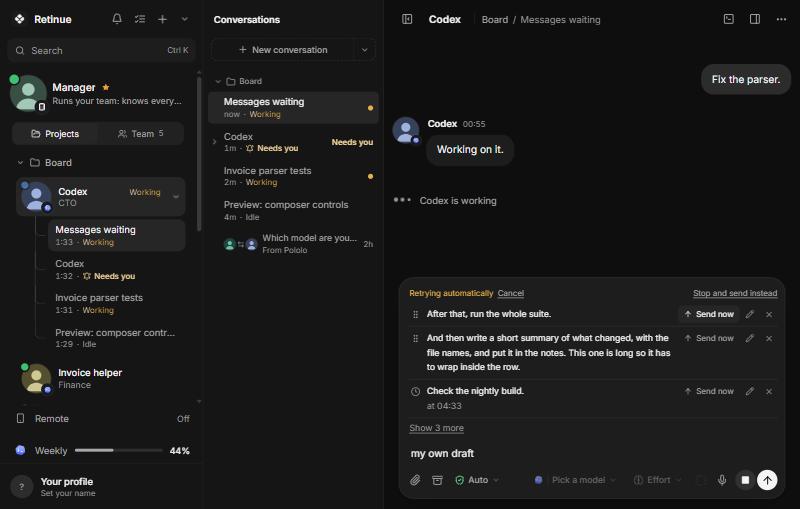 Retinue
Search
Ctrl K
Manager
Runs your team: knows every...
Projects
Team 5
Board
Codex
Working
CTO
Messages waiting
1:33 · Working
Codex
1:32 · Needs you
Invoice parser tests
1:31 · Working
Preview: composer contr...
1:29 · Idle
Invoice helper
Finance
Remote
Off
Weekly
44%
?
Your profile
Set your name
Conversations
New conversation
Board
Messages waiting
now · Working
Codex
1m · Needs you
Needs you
Invoice parser tests
2m · Working
Preview: composer controls
4m · Idle
Which model are you...
From Pololo
2h
Codex
Board / Messages waiting
Fix the parser.
Codex 00:55
Working on it.
Codex is working
Retrying automatically Cancel
Stop and send instead
After that, run the whole suite.
Send now
And then write a short summary of what changed, with the
file names, and put it in the notes. This one is long so it has
to wrap inside the row.
Send now
Check the nightly build.
at 04:33
Send now
Show 3 more
my own draft
Auto
Pick a model
Effort